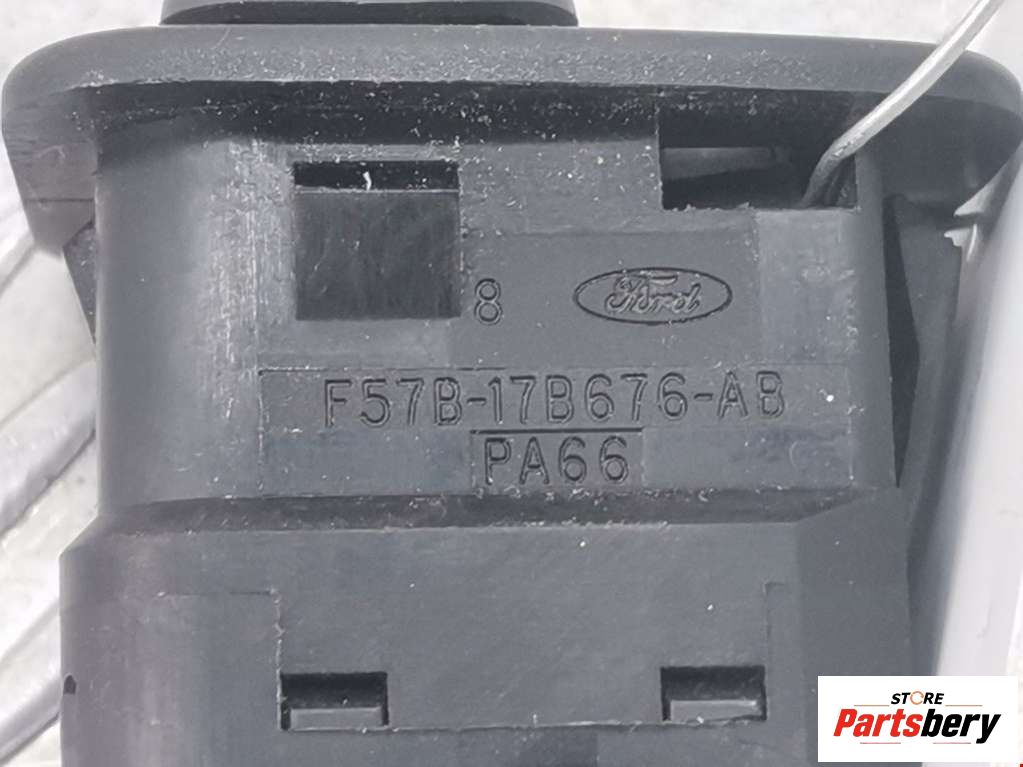 8 Ford
F57B-17B676-AB
PA66
STORE
Partsbery